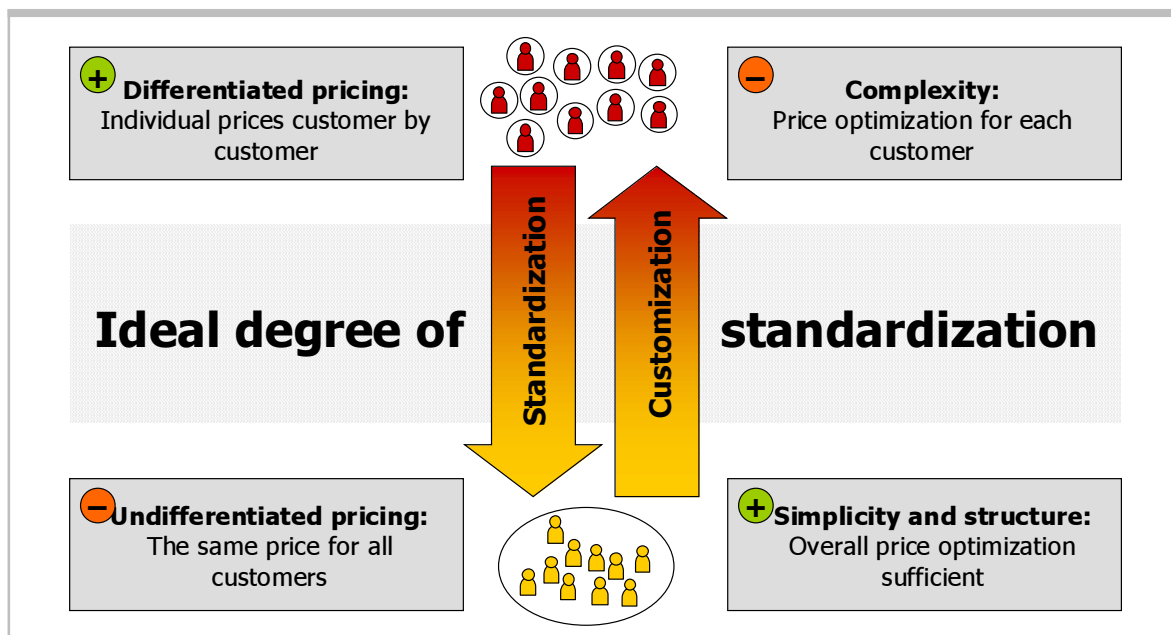 +
Differentiated pricing:
Individual prices customer by
customer
−
Complexity:
Price optimization for each
customer
Ideal degree of
Standardization
Customization
standardization
−
Undifferentiated pricing:
The same price for all
customers
+
Simplicity and structure:
Overall price optimization
sufficient